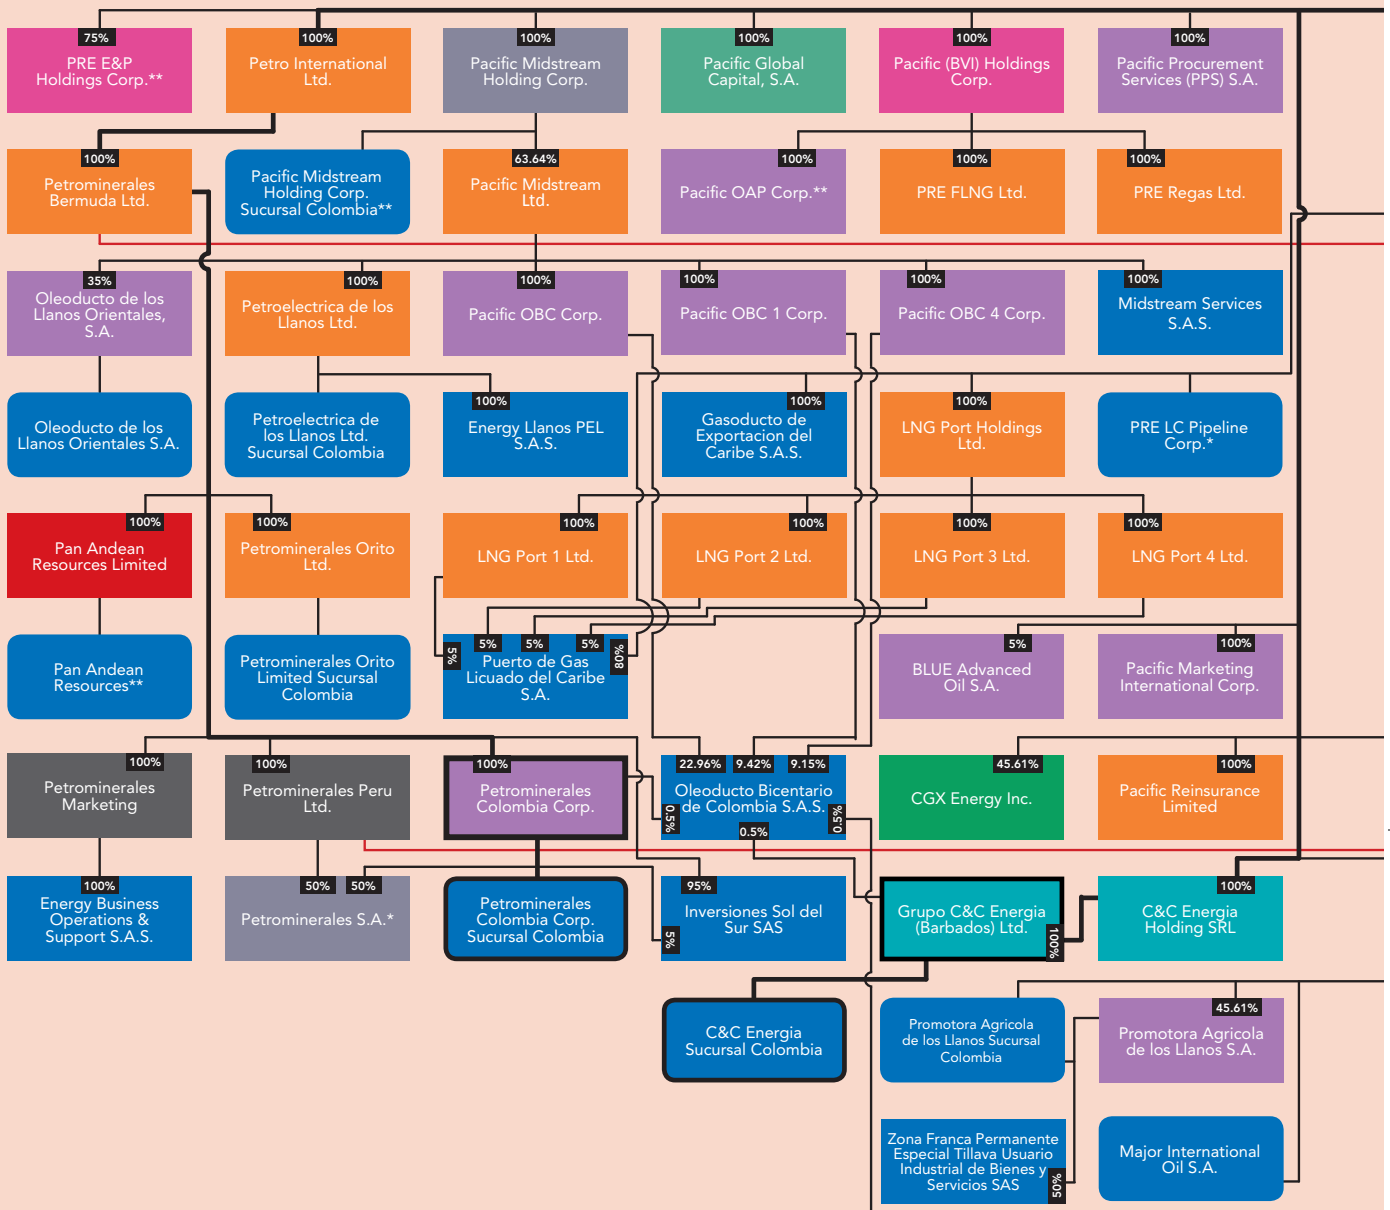 75%
PRE E&P
Holdings Corp.**
100%
Petro International
Ltd.
100%
Pacific Midstream
Holding Corp.
100%
Pacific Global
Capital, S.A.
100%
Pacific (BVI) Holdings
Corp.
100%
Pacific Procurement
Services (PPS) S.A.
100%
Petrominerales
Bermuda Ltd.
Pacific Midstream
Holding Corp.
Sucursal Colombia**
63.64%
Pacific Midstream
Ltd.
100%
Pacific OAP Corp.**
100%
PRE FLNG Ltd.
100%
PRE Regas Ltd.
35%
Oleoducto de los
Llanos Orientales,
S.A.
100%
Petroelectrica de los
Llanos Ltd.
100%
Pacific OBC Corp.
100%
Pacific OBC 1 Corp.
100%
Pacific OBC 4 Corp.
100%
Midstream Services
S.A.S.
Oleoducto de los
Llanos Orientales S.A.
Petroelectrica de
los Llanos Ltd.
Sucursal Colombia
100%
Energy Llanos PEL
S.A.S.
100%
Gasoducto de
Exportacion del
Caribe S.A.S.
100%
LNG Port Holdings
Ltd.
PRE LC Pipeline
Corp.*
100%
Pan Andean
Resources Limited
100%
Petrominerales Orito
Ltd.
100%
LNG Port 1 Ltd.
100%
LNG Port 2 Ltd.
100%
LNG Port 3 Ltd.
100%
LNG Port 4 Ltd.
Pan Andean
Resources**
Petrominerales Orito
Limited Sucursal
Colombia
5%
5%
5%
5%
80%
Puerto de Gas
Licuado del Caribe
S.A.
5%
BLUE Advanced
Oil S.A.
100%
Pacific Marketing
International Corp.
100%
Petrominerales
Marketing
100%
Petrominerales Peru
Ltd.
100%
Petrominerales
Colombia Corp.
22.96%
9.42%
9.15%
Oleoducto Bicentario
de Colombia S.A.S.
0.5%
0.5%
0.5%
45.61%
CGX Energy Inc.
100%
Pacific Reinsurance
Limited
100%
Energy Business
Operations &
Support S.A.S.
50%
50%
Petrominerales S.A.*
Petrominerales
Colombia Corp.
Sucursal Colombia
95%
Inversiones Sol del
Sur SAS
5%
Grupo C&C Energia
(Barbados) Ltd.
100%
100%
C&C Energia
Holding SRL
C&C Energia
Sucursal Colombia
Promotora Agricola
de los Llanos Sucursal
Colombia
45.61%
Promotora Agricola
de los Llanos S.A.
Zona Franca Permanente
Especial Tillava Usuario
Industrial de Bienes y
Servicios SAS
50%
Major International
Oil S.A.